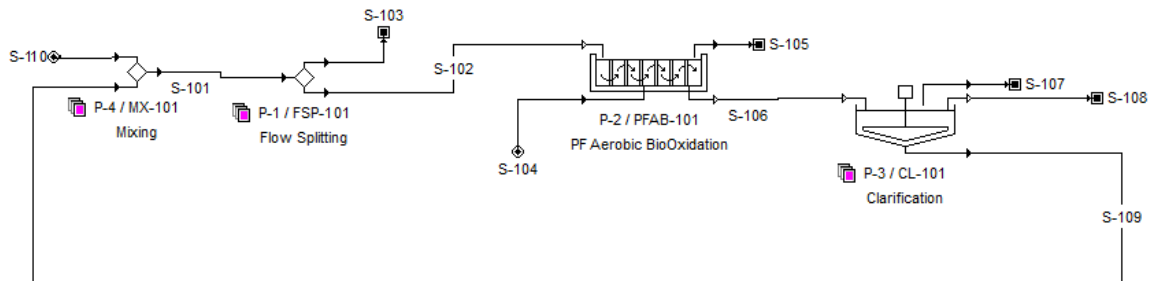 S-103
S-110
S-101
P-4 / MX-101
Mixing
P-1 / FSP-101
Flow Splitting
S-102
S-105
S-104
P-2 / PFAB-101
PF Aerobic BioOxidation
S-106
S-107
S-108
P-3 / CL-101
Clarification
S-109